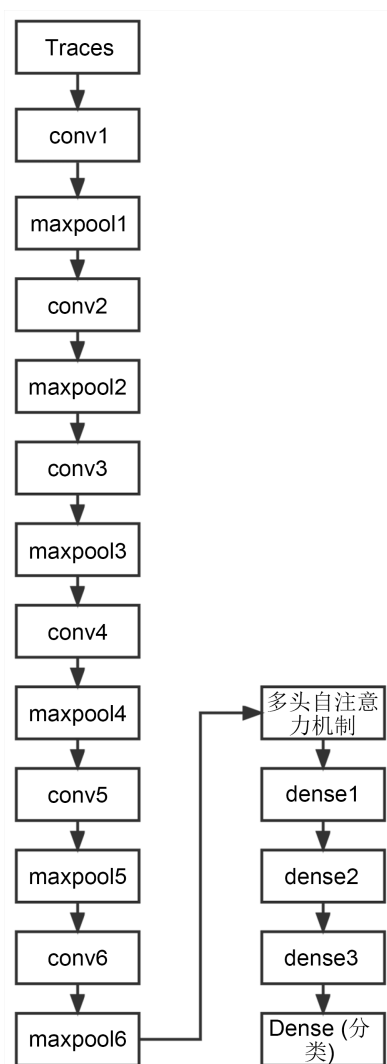 Traces
conv1
maxpool1
conv2
maxpool2
conv3
maxpool3
conv4
maxpool4
conv5
maxpool5
conv6
maxpool6
多头自注意
力机制
dense1
dense2
dense3
Dense (分
类)